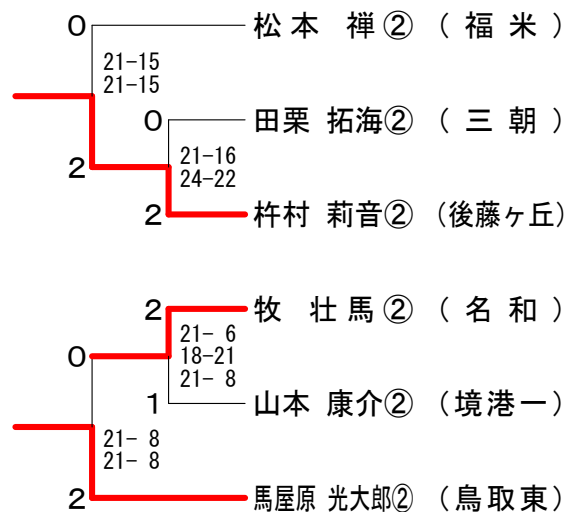 0 松本 禅② (福米)
21-15
21-15
0 田栗 拓海② (三朝)
21-16
24-22
2
2 杵村 莉音② (後藤ヶ丘)
2 牧 壮馬② (名和)
21- 6
18-21
21- 8
0
1 山本 康介② (境港一)
21- 8
21- 8
2 馬屋原 光太郎② (鳥取東)